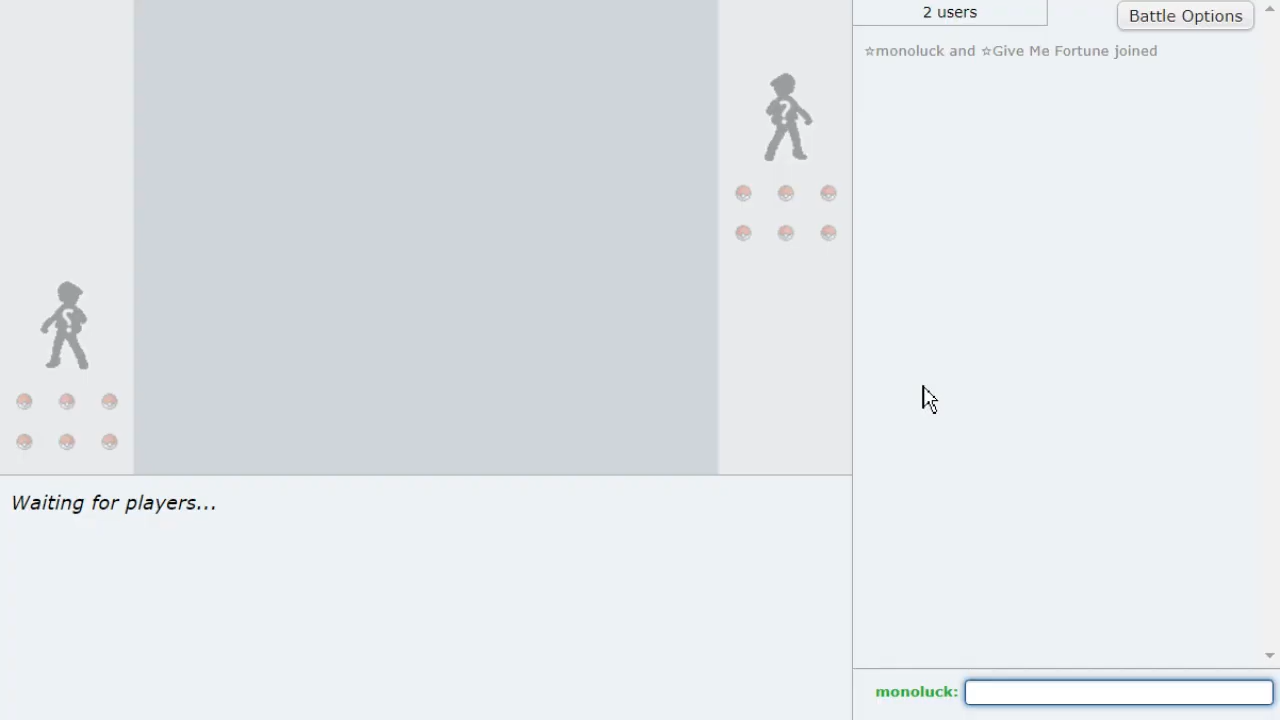 2 users
Battle Options
☆monoluck and ☆Give Me Fortune joined
?
?
Waiting for players...
monoluck: